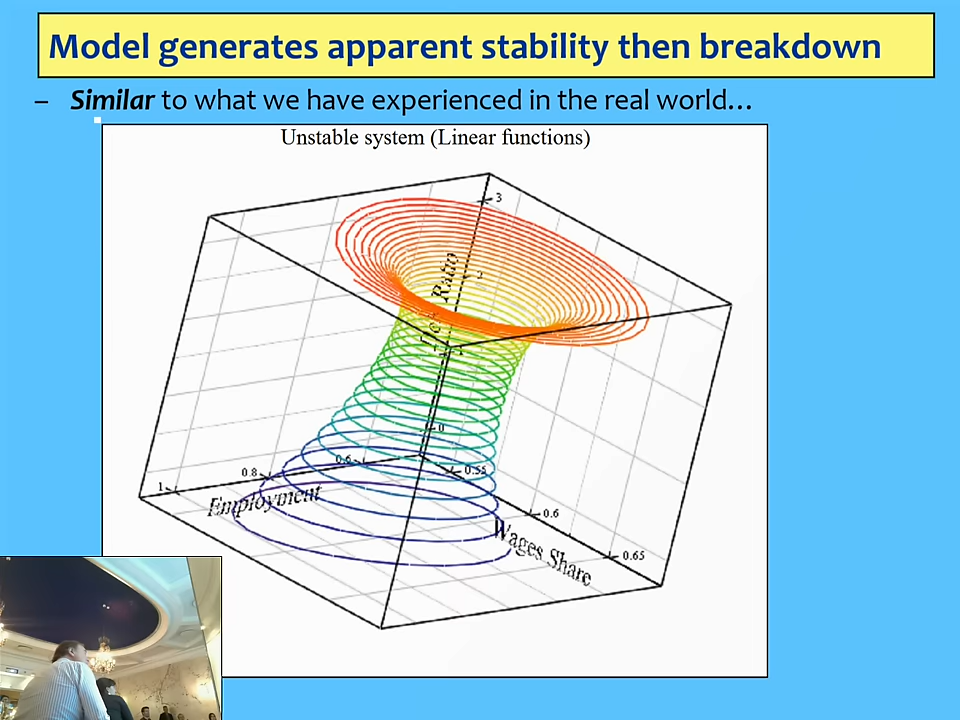 Model generates apparent stability then breakdown
– Similar to what we have experienced in the real world…
Unstable system (Linear functions)
3
2
Ratio
0
0.6
0.8
1
0.55
0.6
0.65
Employment
Wages Share